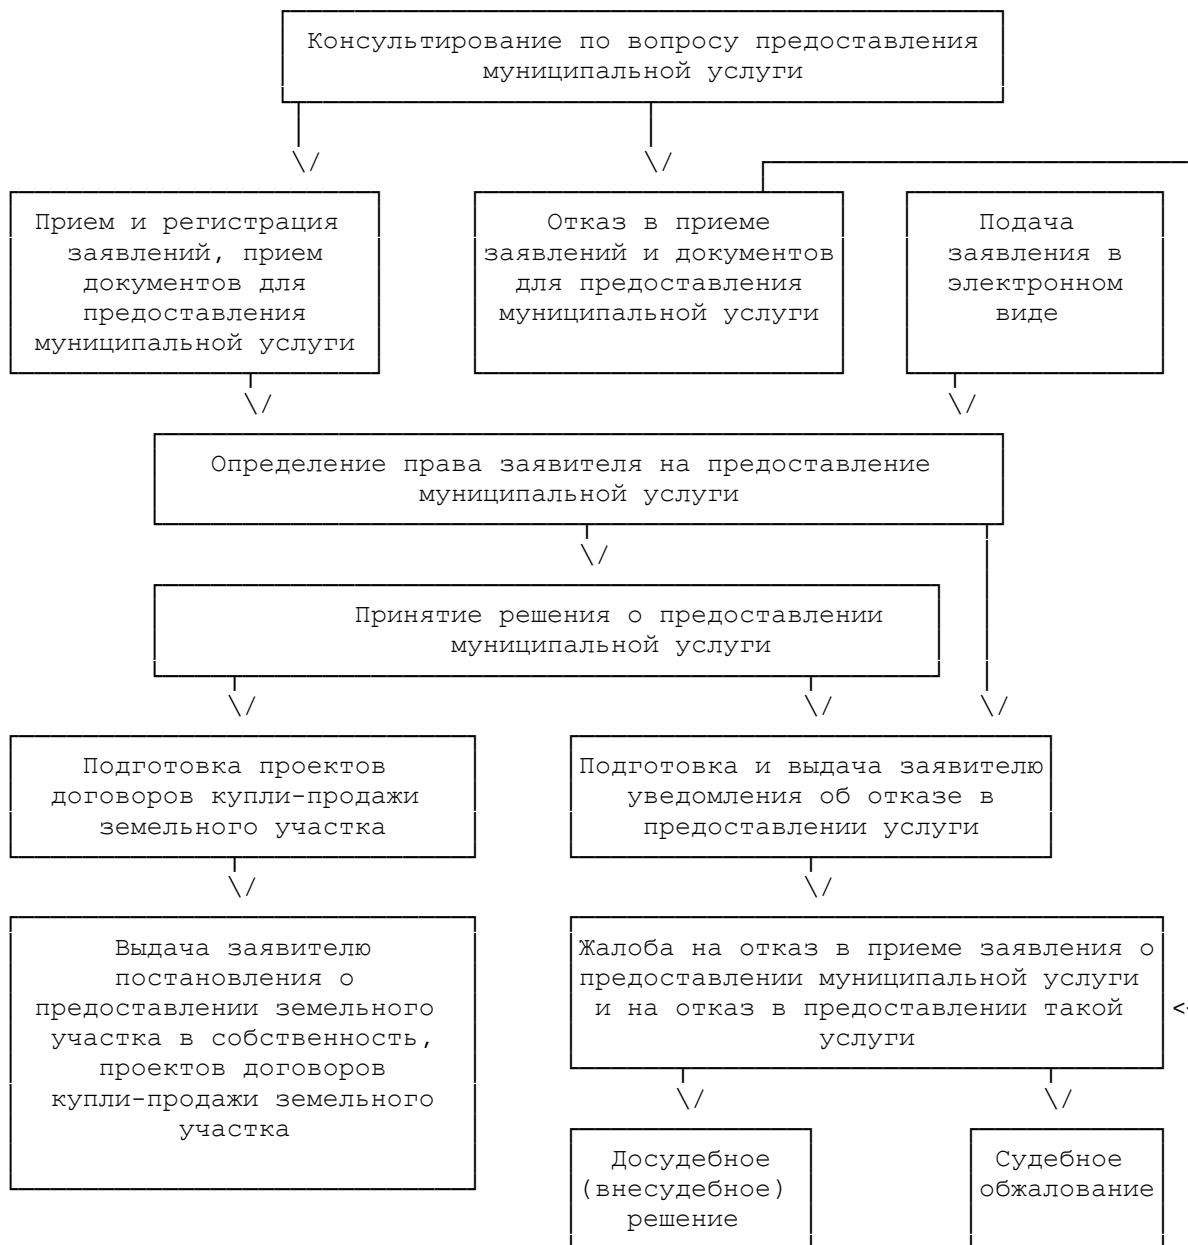 Консультирование по вопросу предоставления
муниципальной услуги
Прием и регистрация
заявлений, прием
документов для
предоставления
муниципальной услуги
Отказ в приеме
заявлений и документов
для предоставления
муниципальной услуги
Подача
заявления в
электронном
виде
Определение права заявителя на предоставление
муниципальной услуги
Принятие решения о предоставлении
муниципальной услуги
Подготовка проектов
договоров купли-продажи
земельного участка
Подготовка и выдача заявителю
уведомления об отказе в
предоставлении услуги
Выдача заявителю
постановления о
предоставлении земельного
участка в собственность,
проектов договоров
купли-продажи земельного
участка
Жалоба на отказ в приеме заявления о
предоставлении муниципальной услуги
и на отказ в предоставлении такой
услуги
Досудебное
(внесудебное)
решение
Судебное
обжалование